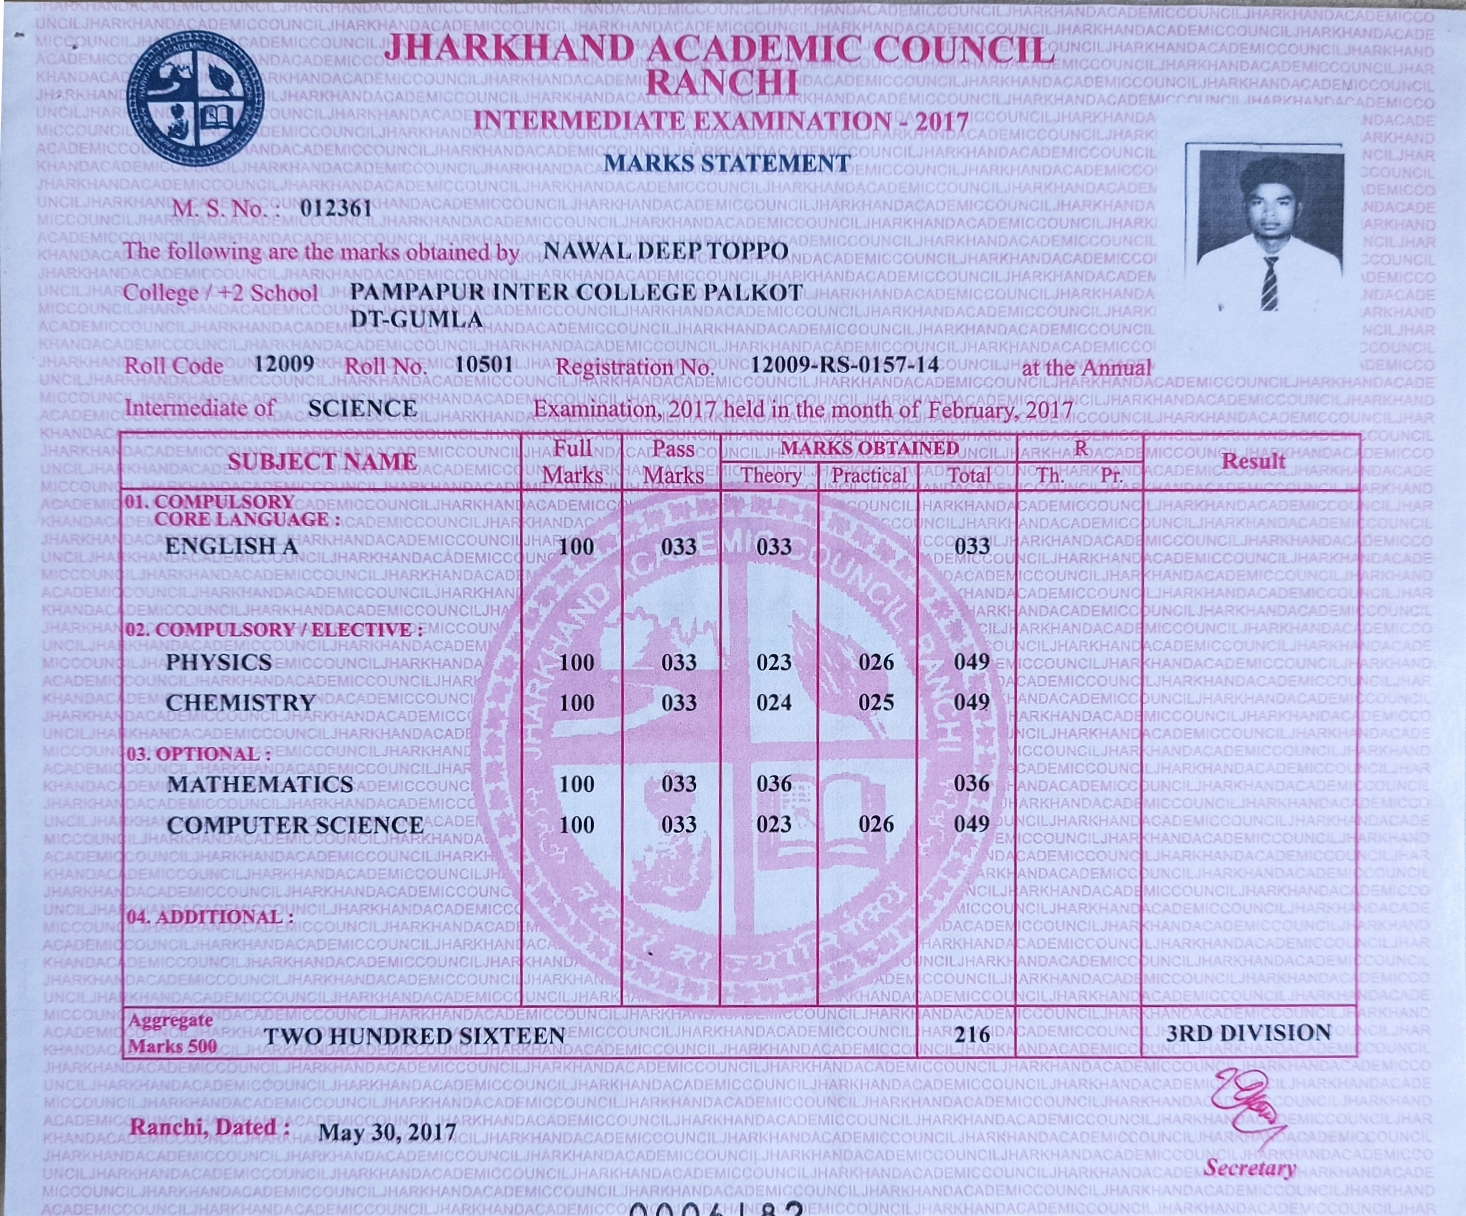 JHARKHAND ACADEMIC COUNCIL
RANCHI
INTERMEDIATE EXAMINATION - 2017
MARKS STATEMENT
M. S. No. : 012361
The following are the marks obtained by NAWAL DEEP TOPPO
College / +2 School PAMPAPUR INTER COLLEGE PALKOT
DT-GUMLA
Roll Code 12009 Roll No. 10501 Registration No. 12009-RS-0157-14 at the Annual
Intermediate of SCIENCE Examination, 2017 held in the month of February, 2017
SUBJECT NAME Full Marks Pass Marks MARKS OBTAINED R Result
Theory Practical Total Th. Pr.
01. COMPULSORY
CORE LANGUAGE :
ENGLISH A 100 033 033 033
02. COMPULSORY / ELECTIVE :
PHYSICS 100 033 023 026 049
CHEMISTRY 100 033 024 025 049
03. OPTIONAL :
MATHEMATICS 100 033 036 036
COMPUTER SCIENCE 100 033 023 026 049
04. ADDITIONAL :
Aggregate
Marks 500 TWO HUNDRED SIXTEEN 216 3RD DIVISION
Ranchi, Dated : May 30, 2017
Secretary